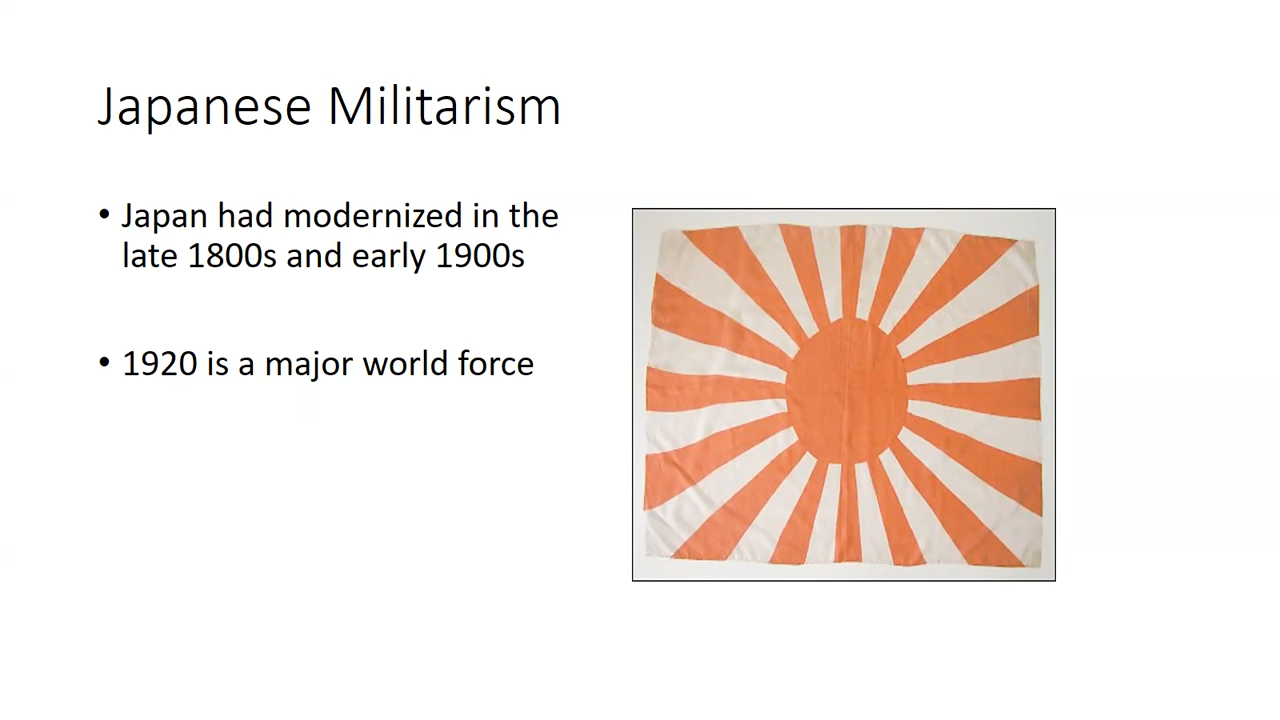 Japanese Militarism
• Japan had modernized in the
late 1800s and early 1900s
• 1920 is a major world force